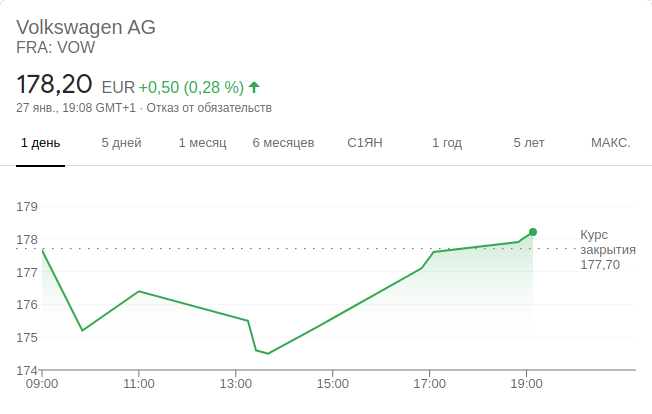 Volkswagen AG
FRA: VOW
178,20 EUR +0,50 (0,28 %)
27 янв., 19:08 GMT+1 · Отказ от обязательств
1 день 5 дней 1 месяц 6 месяцев С1ЯН 1 год 5 лет МАКС.
179
178
177
176
175
174
Курс
закрытия
177,70
09:00 11:00 13:00 15:00 17:00 19:00